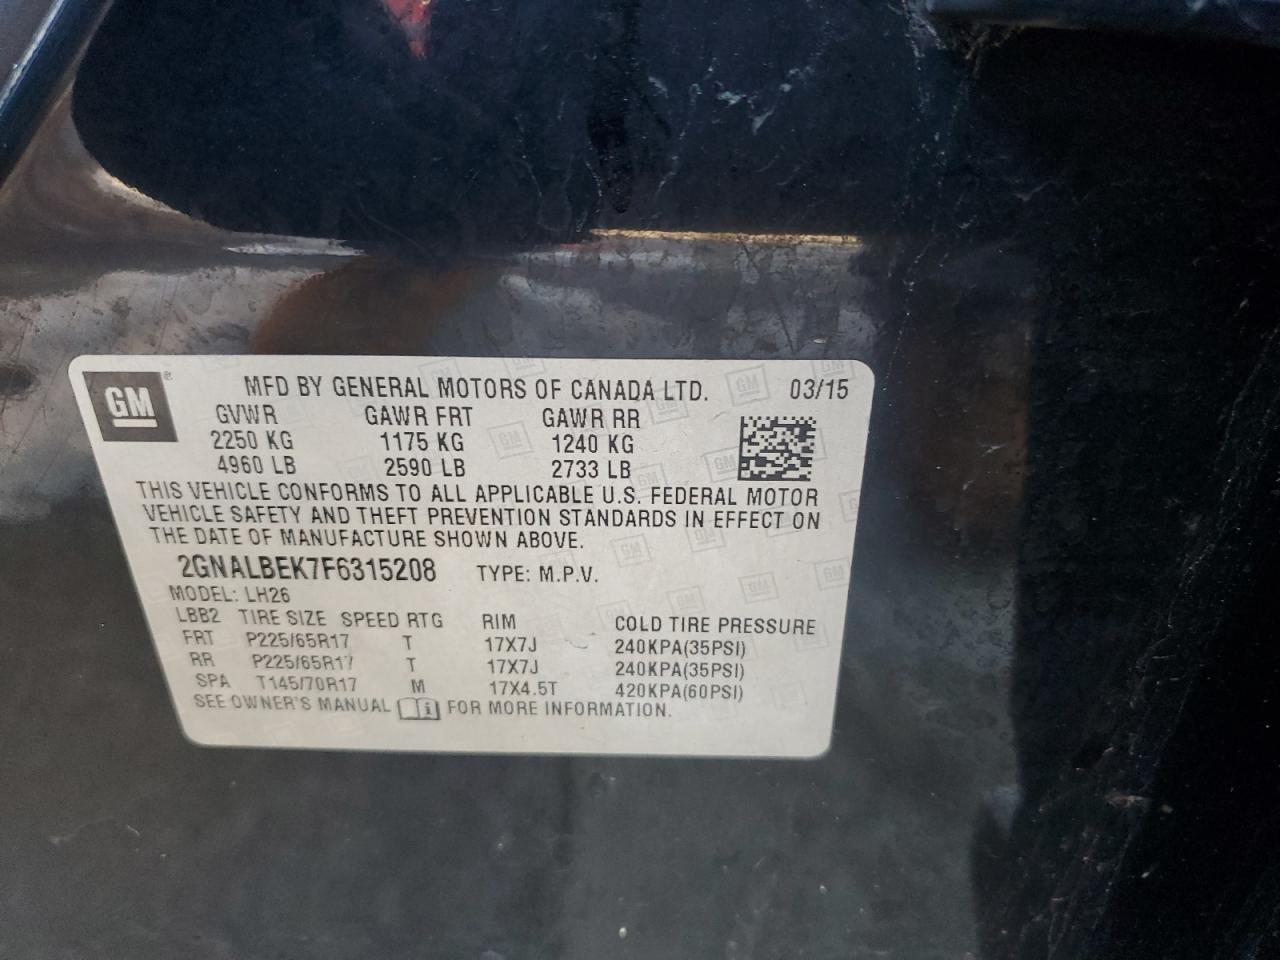 GM ® MFD BY GENERAL MOTORS OF CANADA LTD. 03/15
GVWR GAWR FRT GAWR RR
2250 KG 1175 KG 1240 KG
4960 LB 2590 LB 2733 LB
THIS VEHICLE CONFORMS TO ALL APPLICABLE U.S. FEDERAL MOTOR
VEHICLE SAFETY AND THEFT PREVENTION STANDARDS IN EFFECT ON
THE DATE OF MANUFACTURE SHOWN ABOVE.
2GNALBEK7F6315208 TYPE: M.P.V.
MODEL: LH26
LBB2 TIRE SIZE SPEED RTG RIM COLD TIRE PRESSURE
FRT P225/65R17 T 17X7J 240KPA(35PSI)
RR P225/65R17 T 17X7J 240KPA(35PSI)
SPA T145/70R17 M 17X4.5T 420KPA(60PSI)
SEE OWNER'S MANUAL i FOR MORE INFORMATION.